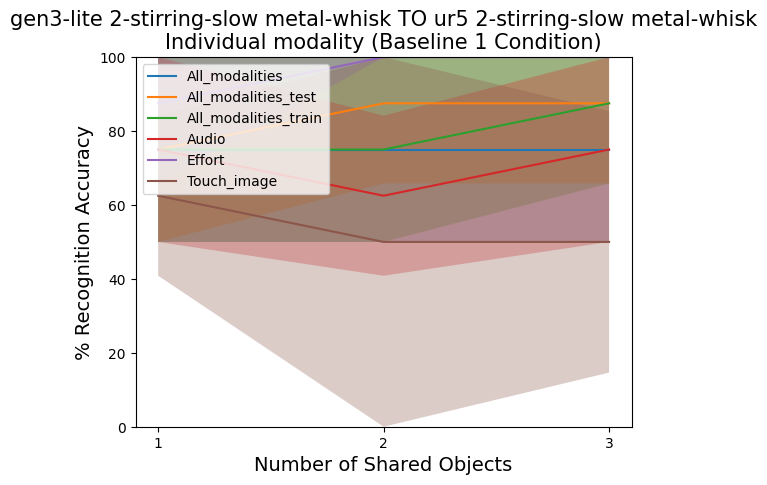 gen3-lite 2-stirring-slow metal-whisk TO ur5 2-stirring-slow metal-whisk
Individual modality (Baseline 1 Condition)
100
80
60
40
20
0
% Recognition Accuracy
All_modalities
All_modalities_test
All_modalities_train
Audio
Effort
Touch_image
1
2
3
Number of Shared Objects